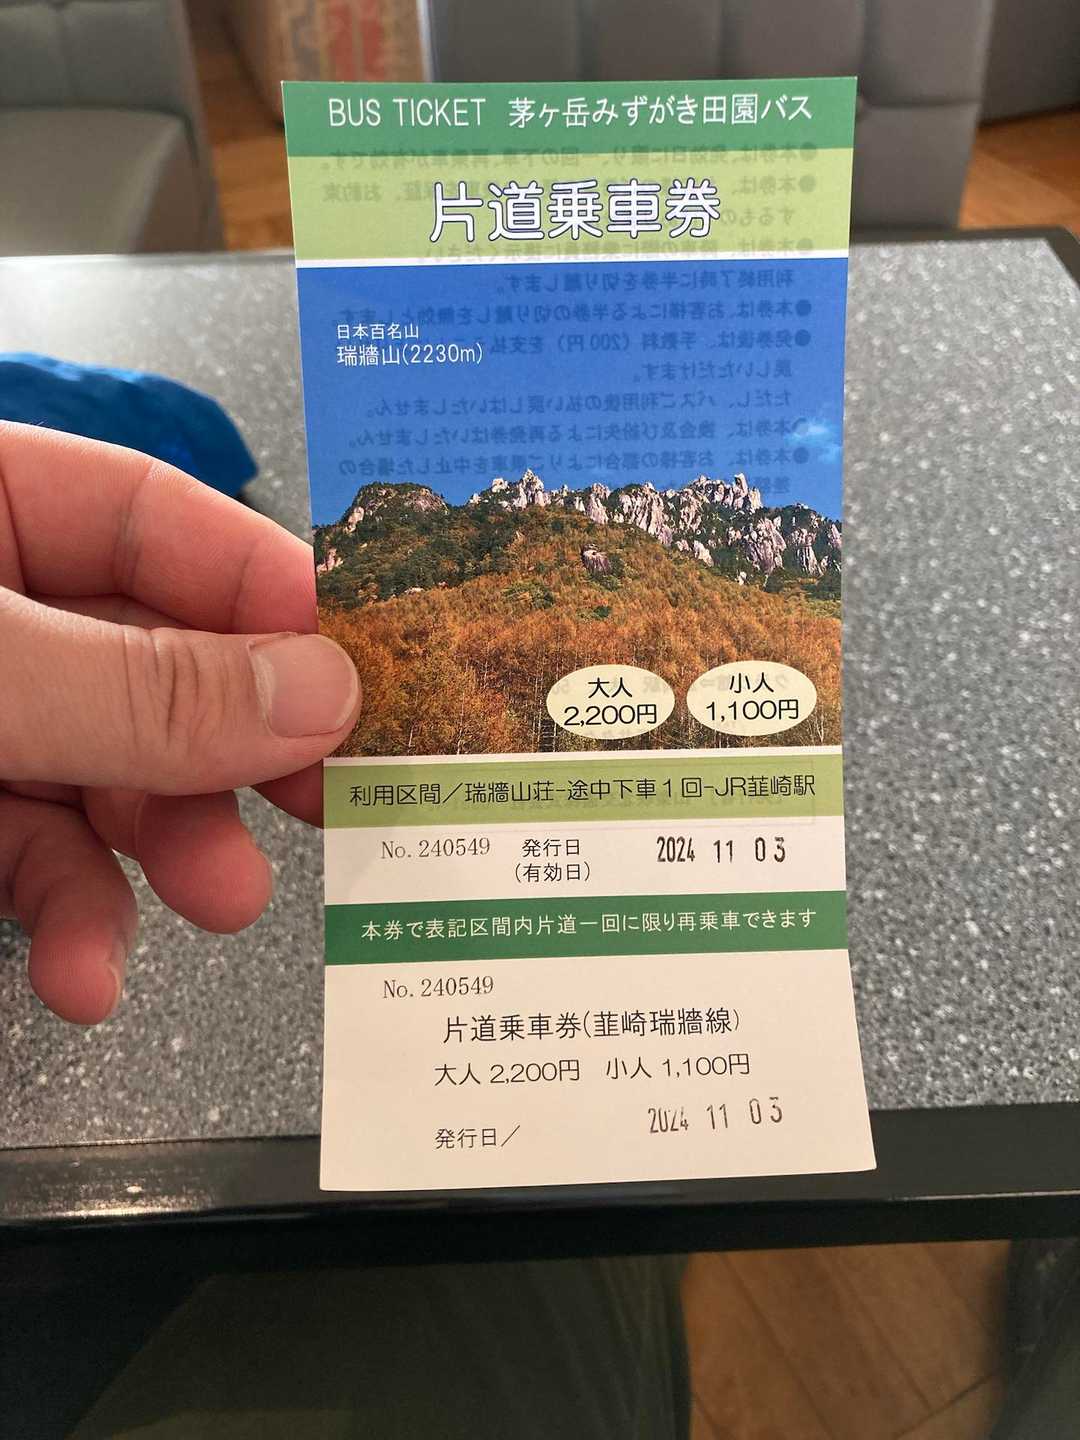 BUS TICKET 茅ヶ岳みずがき田園バス
片道乗車券
日本百名山
瑞牆山(2230m)
大人
2,200円
小人
1,100円
利用区間／瑞牆山荘-途中下車1回-JR韮崎駅
No. 240549 発行日 2024 11 03
(有効日)
本券で表記区間内片道一回に限り再乗車できます
No. 240549
片道乗車券(韮崎瑞牆線)
大人 2,200円 小人 1,100円
発行日／ 2024 11 03